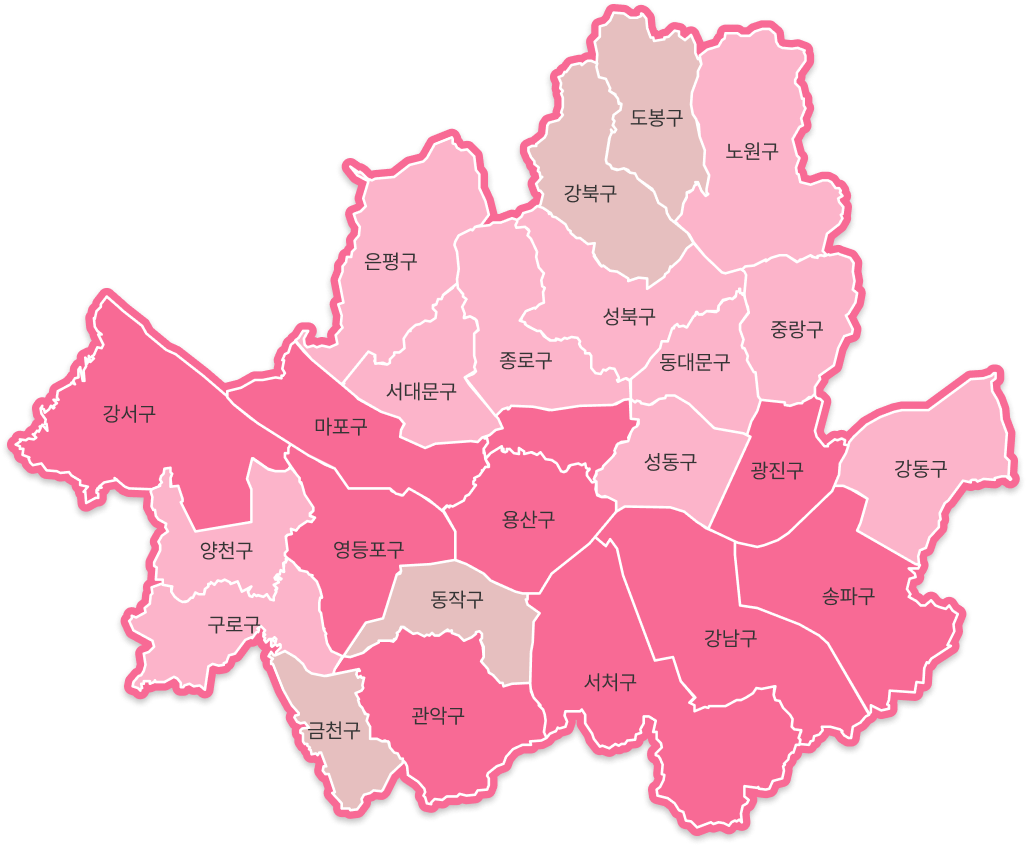 도봉구
노원구
강북구
은평구
성북구
중랑구
종로구
동대문구
서대문구
강서구
마포구
성동구
광진구
강동구
용산구
양천구
영등포구
동작구
송파구
구로구
강남구
서처구
관악구
금천구